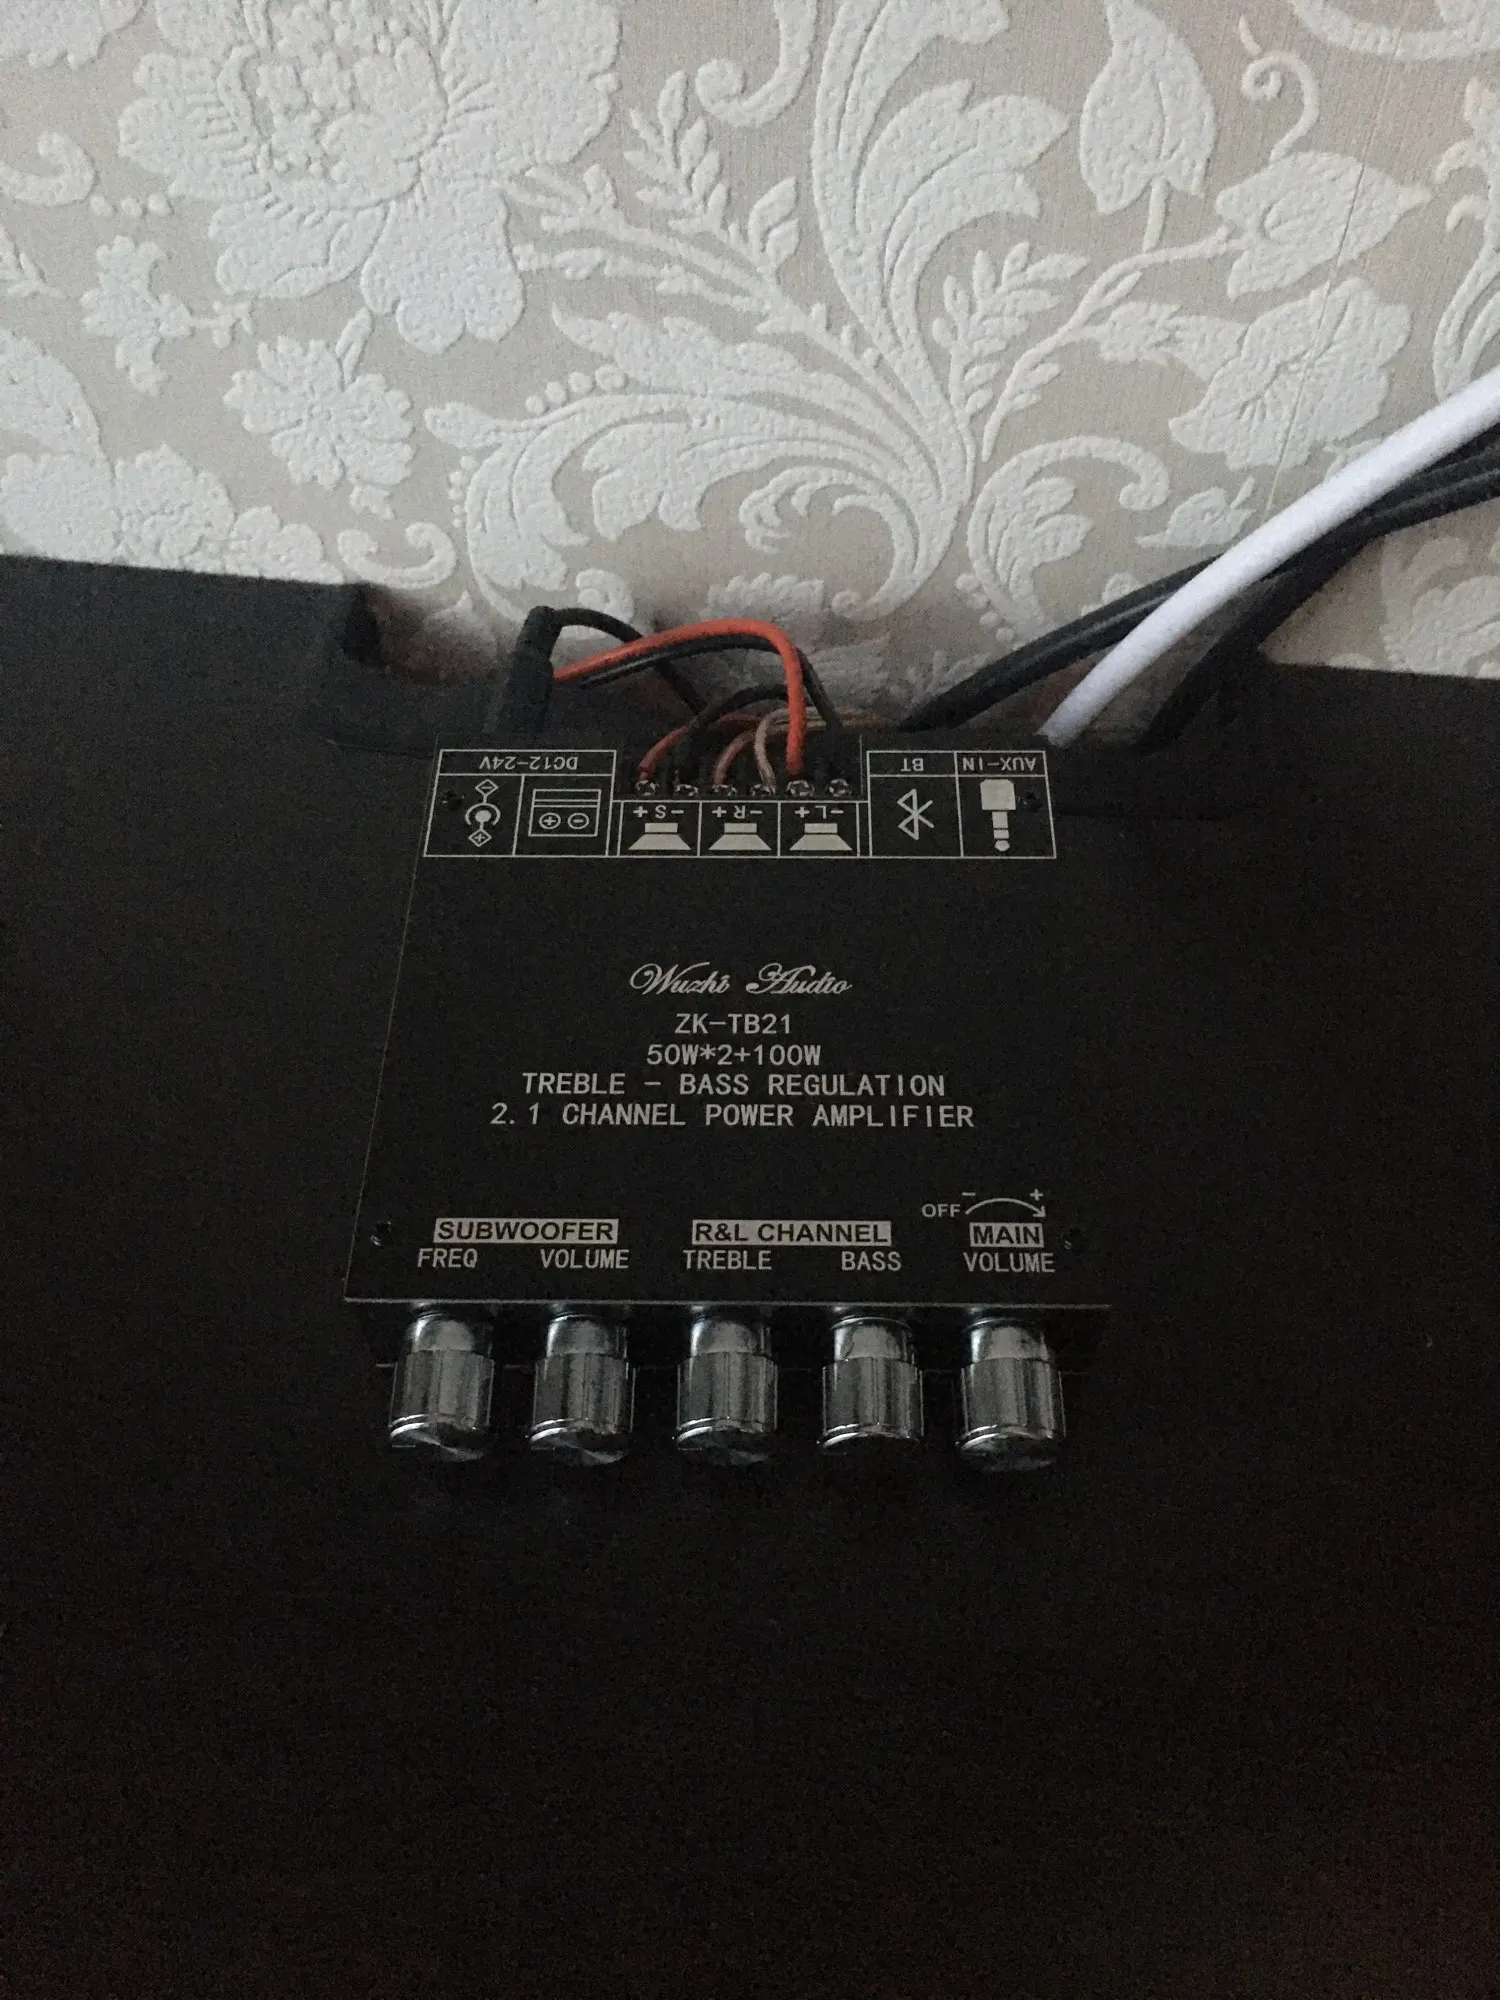 DC12-24V
BT
AUX-IN
+ S -
+ R -
+ L -
Wuzhi Audio
ZK-TB21
50W*2+100W
TREBLE - BASS REGULATION
2.1 CHANNEL POWER AMPLIFIER
OFF - +
SUBWOOFER R&L CHANNEL MAIN
FREQ VOLUME TREBLE BASS VOLUME